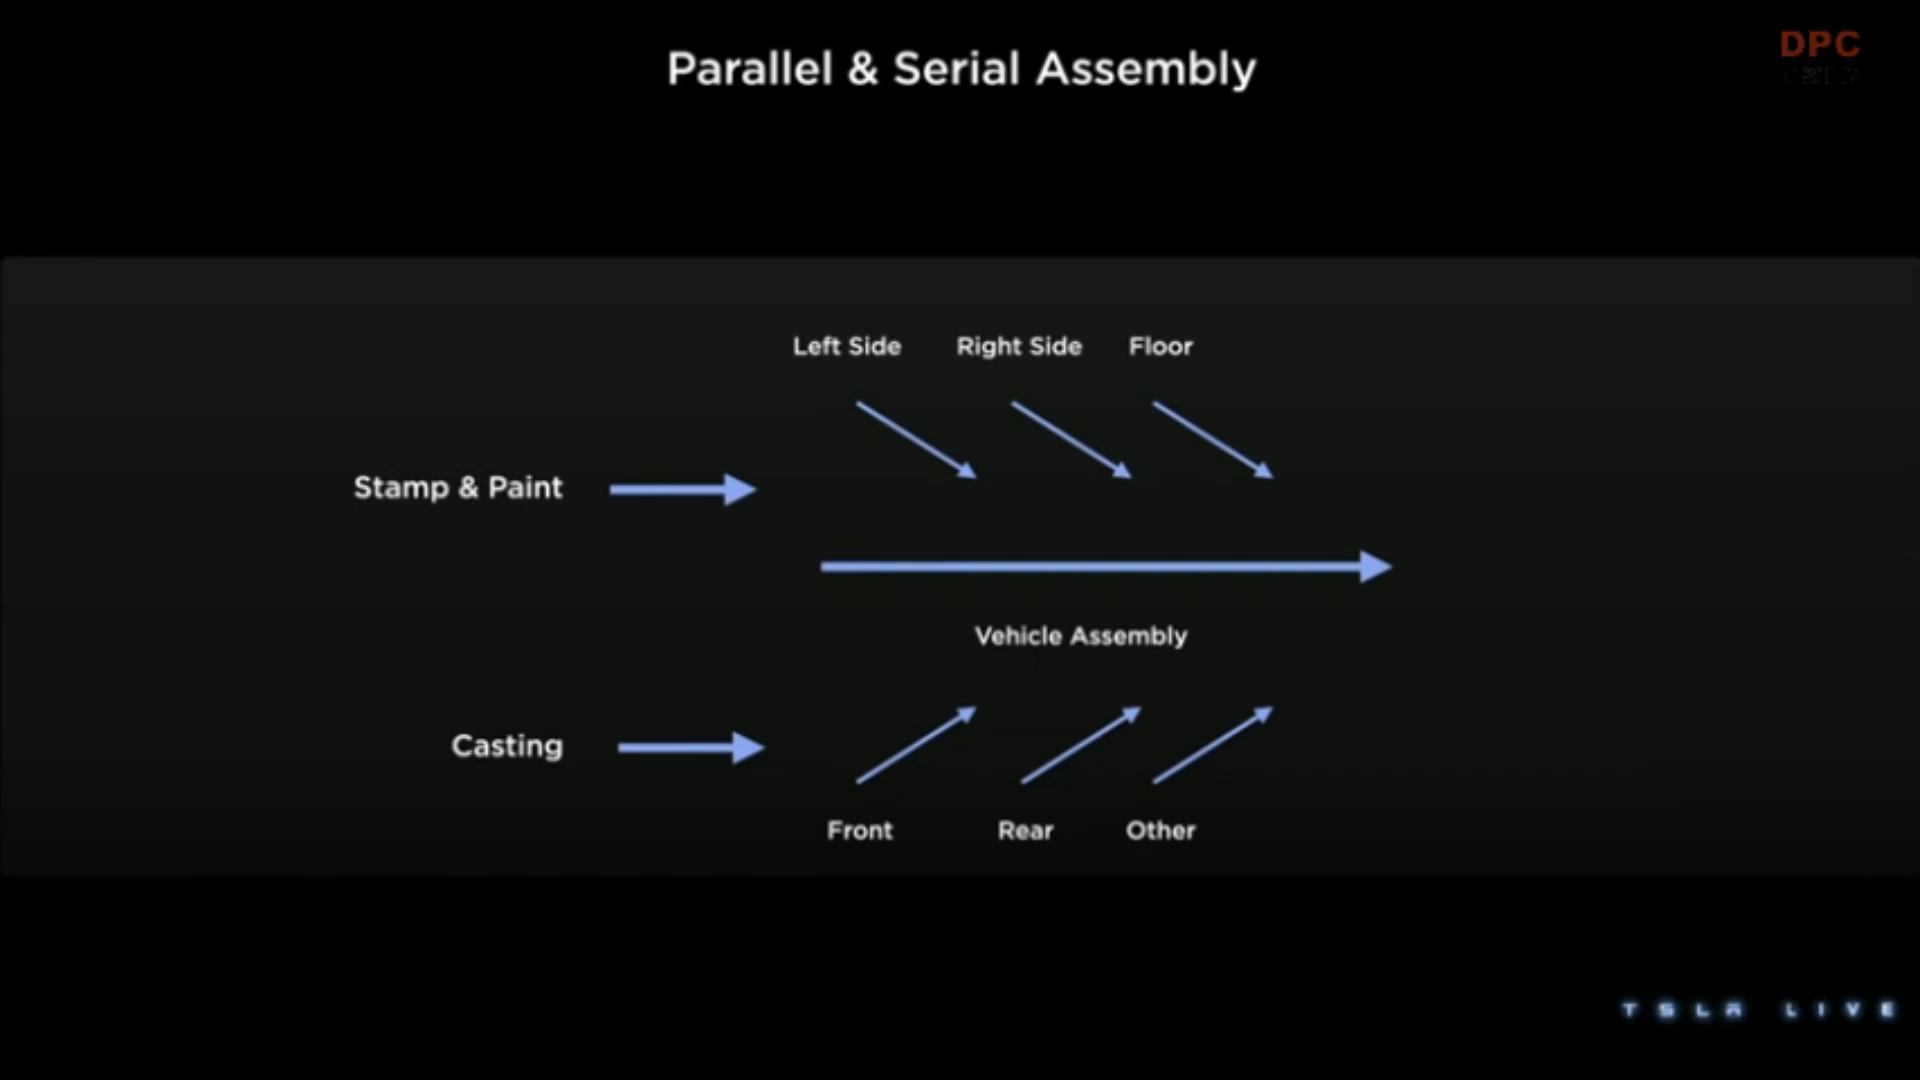 Parallel & Serial Assembly
DPC
Left Side
Right Side
Floor
Stamp & Paint
Vehicle Assembly
Casting
Front
Rear
Other
TSLA LIVE